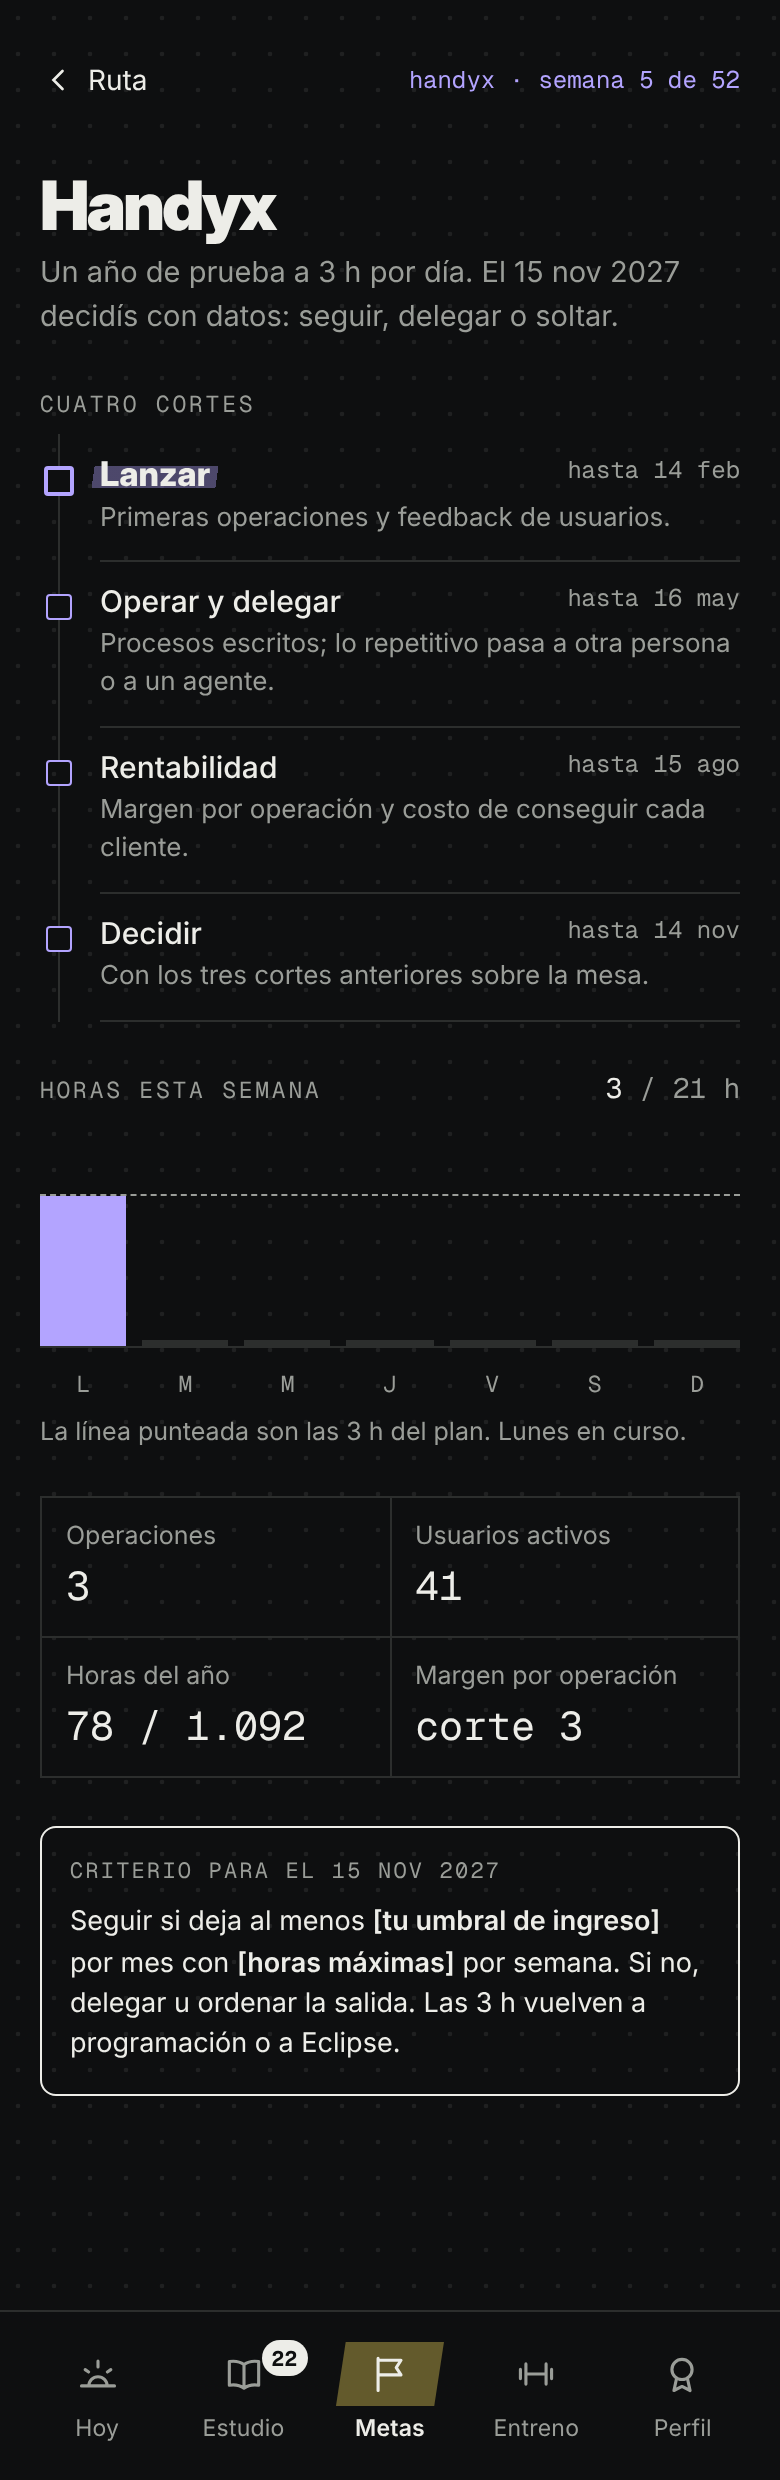 Ruta
handyx · semana 5 de 52
Handyx
Un año de prueba a 3 h por día. El 15 nov 2027
decidís con datos: seguir, delegar o soltar.
CUATRO CORTES
Lanzar
hasta 14 feb
Primeras operaciones y feedback de usuarios.
Operar y delegar
hasta 16 may
Procesos escritos; lo repetitivo pasa a otra persona
o a un agente.
Rentabilidad
hasta 15 ago
Margen por operación y costo de conseguir cada
cliente.
Decidir
hasta 14 nov
Con los tres cortes anteriores sobre la mesa.
HORAS ESTA SEMANA
3 / 21 h
L M M J V S D
La línea punteada son las 3 h del plan. Lunes en curso.
Operaciones
3
Usuarios activos
41
Horas del año
78 / 1.092
Margen por operación
corte 3
CRITERIO PARA EL 15 NOV 2027
Seguir si deja al menos [tu umbral de ingreso]
por mes con [horas máximas] por semana. Si no,
delegar u ordenar la salida. Las 3 h vuelven a
programación o a Eclipse.
22
Hoy
Estudio
Metas
Entreno
Perfil